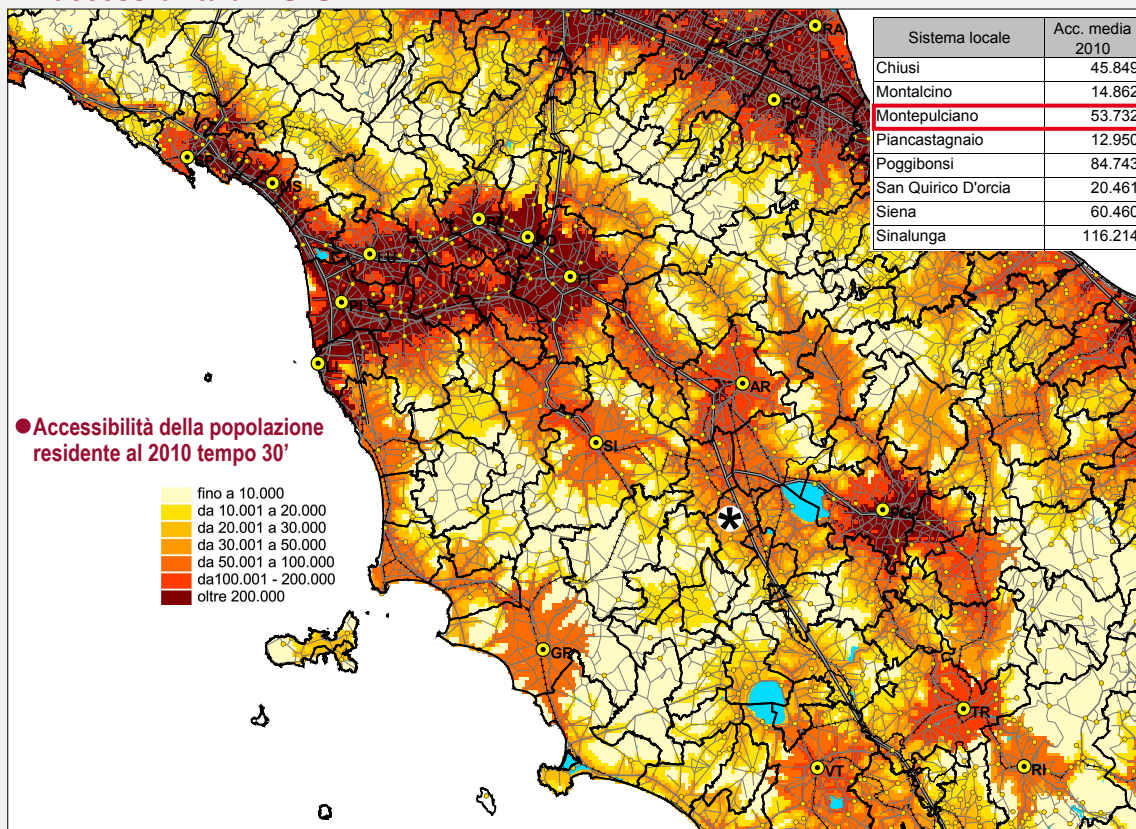 Sistema locale
Acc. media
2010
Chiusi 45.849
Montalcino 14.862
Montepulciano 53.732
Piancastagnaio 12.950
Poggibonsi 84.743
San Quirico D'orcia 20.461
Siena 60.460
Sinalunga 116.214
RA
MS
AR
SI
GR
TR
VT
RI
*
●Accessibilità della popolazione
residente al 2010 tempo 30’
fino a 10.000
da 10.001 a 20.000
da 20.001 a 30.000
da 30.001 a 50.000
da 50.001 a 100.000
da100.001 - 200.000
oltre 200.000